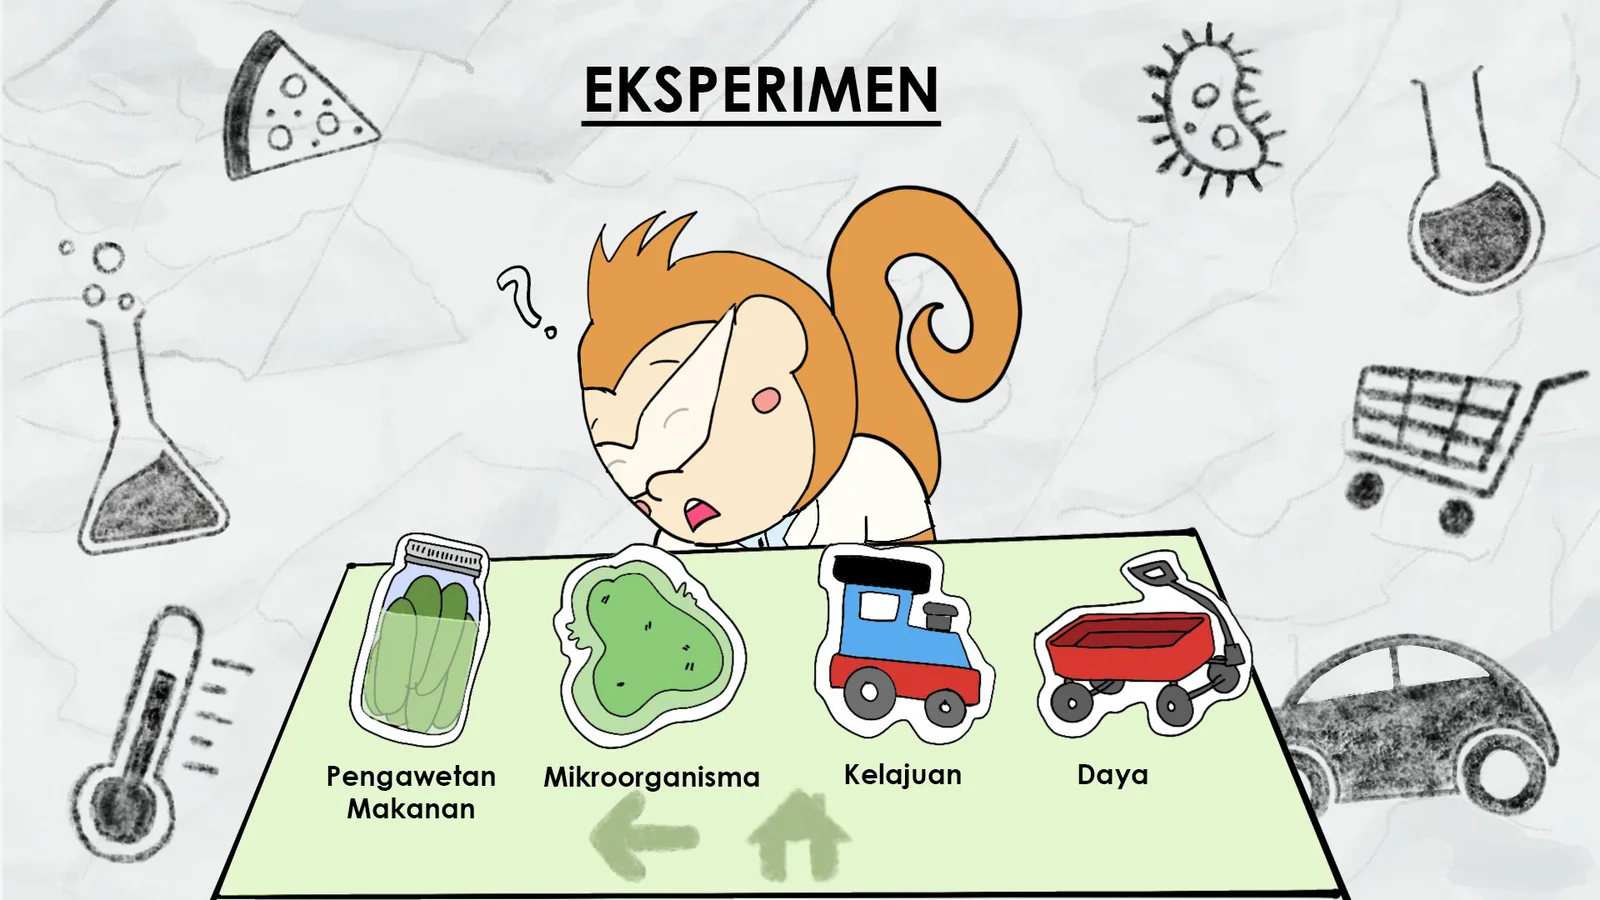 EKSPERIMEN
?
Pengawetan
Makanan
Mikroorganisma
Kelajuan
Daya